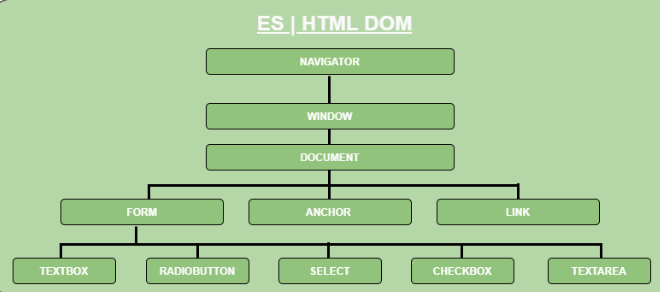 ES | HTML DOM
NAVIGATOR
WINDOW
DOCUMENT
FORM
ANCHOR
LINK
TEXTBOX
RADIOBUTTON
SELECT
CHECKBOX
TEXTAREA